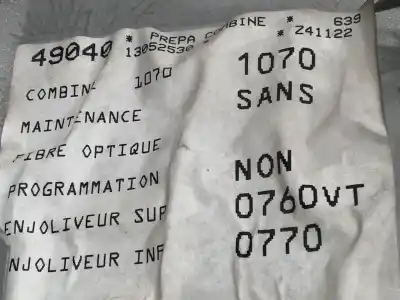 49040 * PREPA COMBINE * 639
13052530 * Z41122
COMBINE 1070 1070
MAINTENANCE SANS
FIBRE OPTIQUE
PROGRAMMATION NON
ENJOLIVEUR SUP 0760VT
NJOLIVEUR INF 0770